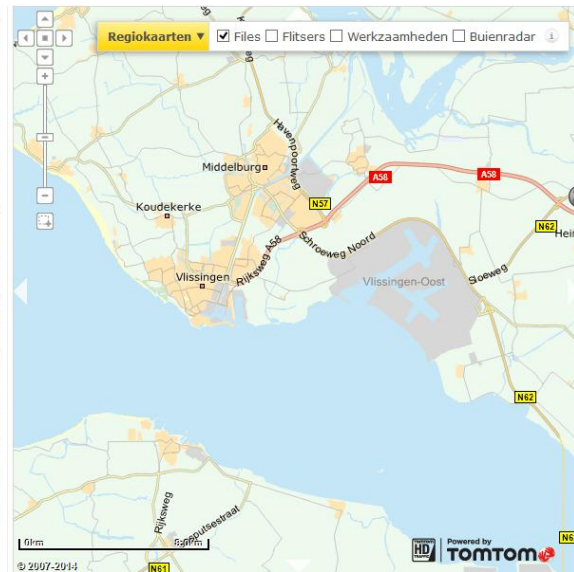 Regiokaarten ▼ Files Flitsers Werkzaamheden Buienradar i
Havenpoortweg
Middelburg
A58
A58
Koudekerke
N57
N62
Schroeweg Noord
Rijksweg A58
Vlissingen
Vlissingen-Oost
Sloeweg
N62
Rijksweg
0km
HD
Powered by
TOMTOM
© 2007-2014
N61